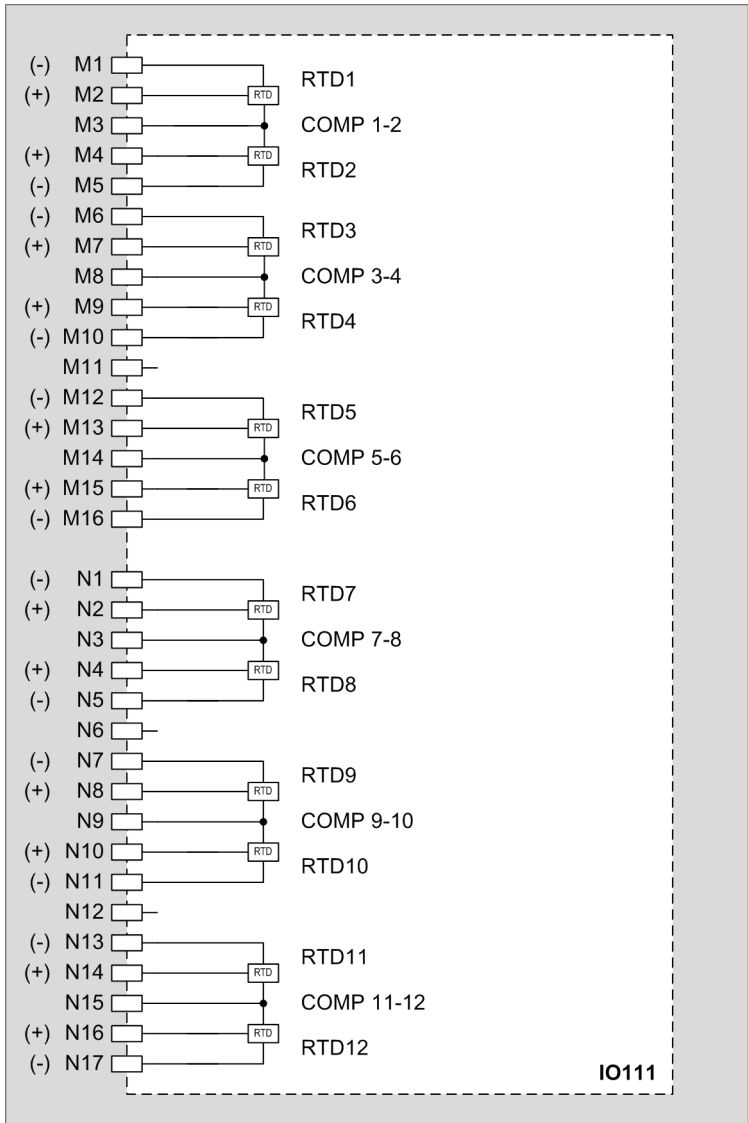 (-) M1
RTD1
(+) M2 RTD
M3 COMP 1-2
(+) M4 RTD
RTD2
(-) M5
(-) M6
RTD3
(+) M7 RTD
M8 COMP 3-4
(+) M9 RTD
RTD4
(-) M10
M11
(-) M12
RTD5
(+) M13 RTD
M14 COMP 5-6
(+) M15 RTD
RTD6
(-) M16
(-) N1
RTD7
(+) N2 RTD
N3 COMP 7-8
(+) N4 RTD
RTD8
(-) N5
N6
(-) N7
RTD9
(+) N8 RTD
N9 COMP 9-10
(+) N10 RTD
RTD10
(-) N11
N12
(-) N13
RTD11
(+) N14 RTD
N15 COMP 11-12
(+) N16 RTD
RTD12
(-) N17
IO111